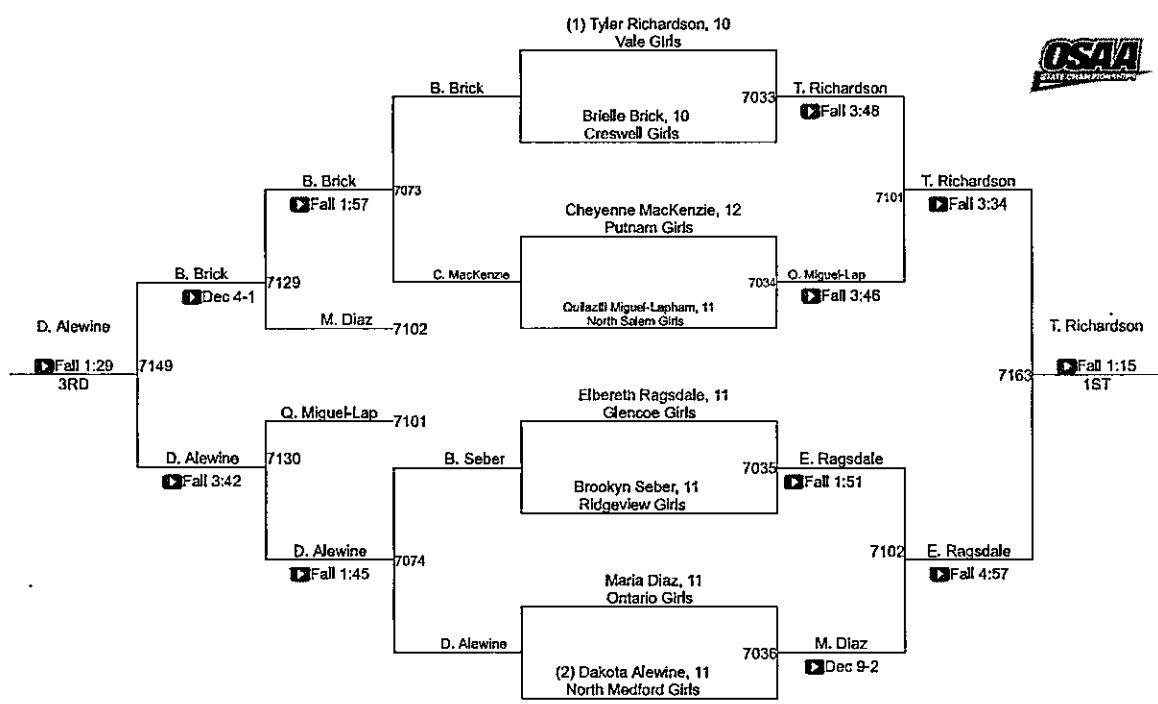 (1) Tyler Richardson, 10
Vale Girls
OSAA
STATE CHAMPIONSHIPS
B. Brick
7033
T. Richardson
Fall 3:48
Brielle Brick, 10
Creswell Girls
B. Brick
Fall 1:57
7073
7101
T. Richardson
Fall 3:34
Cheyenne MacKenzie, 12
Putnam Girls
B. Brick
Dec 4-1
7129
C. MacKenzie
7034
Q. Miguel-Lap
Fall 3:46
M. Diaz
7102
Miguel-Lapham, 11
North Salem Girls
D. Alewine
Fall 1:29
3RD
7149
T. Richardson
Fall 1:15
1ST
7163
Elbereth Ragsdale, 11
Glencoe Girls
Q. Miguel-Lap
7101
D. Alewine
Fall 3:42
7130
B. Seber
7035
E. Ragsdale
Fall 1:51
Brookyn Seber, 11
Ridgeview Girls
D. Alewine
Fall 1:45
7074
7102
E. Ragsdale
Fall 4:57
Maria Diaz, 11
Ontario Girls
D. Alewine
7036
M. Diaz
Dec 9-2
(2) Dakota Alewine, 11
North Medford Girls